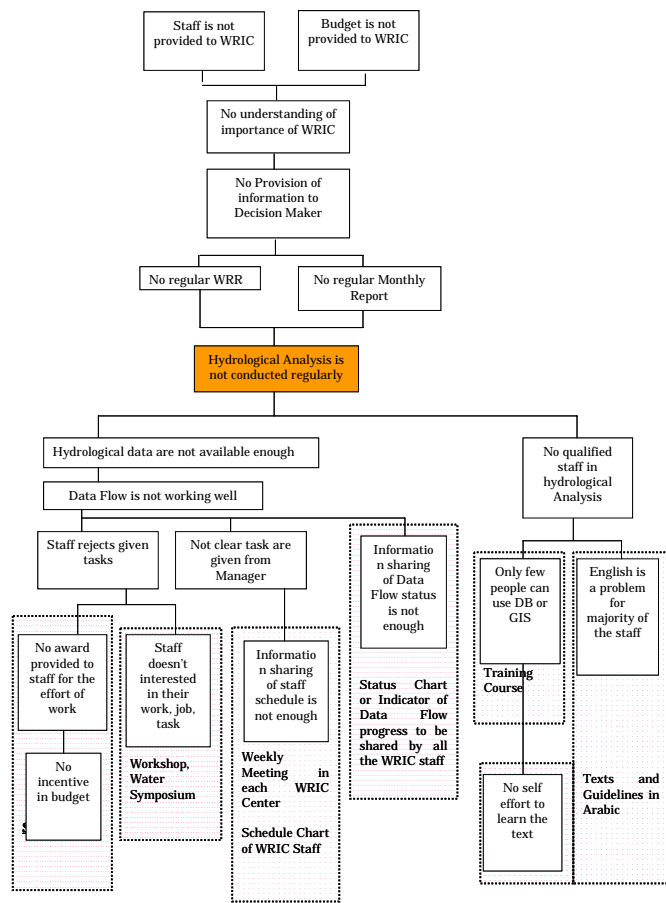 Staff is not
provided to WRIC
Budget is not
provided to WRIC
No understanding of
importance of WRIC
No Provision of
information to
Decision Maker
No regular WRR
No regular Monthly
Report
Hydrological Analysis is
not conducted regularly
Hydrological data are not available enough
Data Flow is not working well
No qualified
staff in
hydrological
Analysis
Staff rejects given
tasks
Not clear task are
given from
Manager
Informatio
n sharing
of Data
Flow status
is not
enough
Only few
people can
use DB or
GIS
English is
a problem
for
majority of
the staff
No award
provided to
staff for the
effort of
work
Staff
doesn't
interested
in their
work, job,
task
Informatio
n sharing
of staff
schedule is
not enough
Status Chart
or Indicator of
Data Flow
progress to be
shared by all
the WRIC staff
Training
Course
No
incentive
in budget
Workshop,
Water
Symposium
Weekly
Meeting in
each WRIC
Center
Schedule Chart
of WRIC Staff
No self
effort to
learn the
text
Texts and
Guidelines in
Arabic